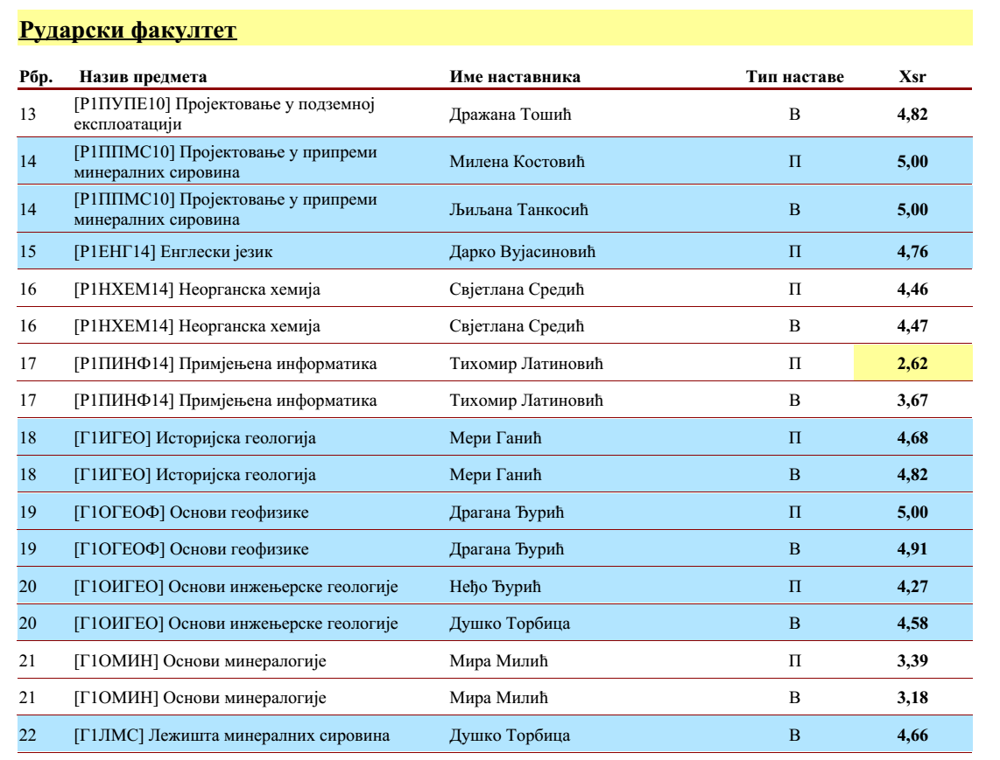 Рударски факултет
Рбр. Назив предмета Име наставника Тип наставе Xsr
13 [Р1ПУПЕ10] Пројектовање у подземној експлоатацији Дражана Тошић В 4,82
14 [Р1ППМС10] Пројектовање у припреми минералних сировина Милена Костовић П 5,00
14 [Р1ППМС10] Пројектовање у припреми минералних сировина Љиљана Танкосић В 5,00
15 [Р1ЕНГ14] Енглески језик Дарко Вујасиновић П 4,76
16 [Р1НХЕМ14] Неорганска хемија Свјетлана Средић П 4,46
16 [Р1НХЕМ14] Неорганска хемија Свјетлана Средић В 4,47
17 [Р1ПИНФ14] Примјењена информатика Тихомир Латиновић П 2,62
17 [Р1ПИНФ14] Примјењена информатика Тихомир Латиновић В 3,67
18 [Г1ИГЕО] Историјска геологија Мери Ганић П 4,68
18 [Г1ИГЕО] Историјска геологија Мери Ганић В 4,82
19 [Г1ОГЕОФ] Основи геофизике Драгана Ђурић П 5,00
19 [Г1ОГЕОФ] Основи геофизике Драгана Ђурић В 4,91
20 [Г1ОИГЕО] Основи инжењерске геологије Неђо Ђурић П 4,27
20 [Г1ОИГЕО] Основи инжењерске геологије Душко Торбица В 4,58
21 [Г1ОМИН] Основи минералогије Мира Милић П 3,39
21 [Г1ОМИН] Основи минералогије Мира Милић В 3,18
22 [Г1ЛМС] Лежишта минералних сировина Душко Торбица В 4,66